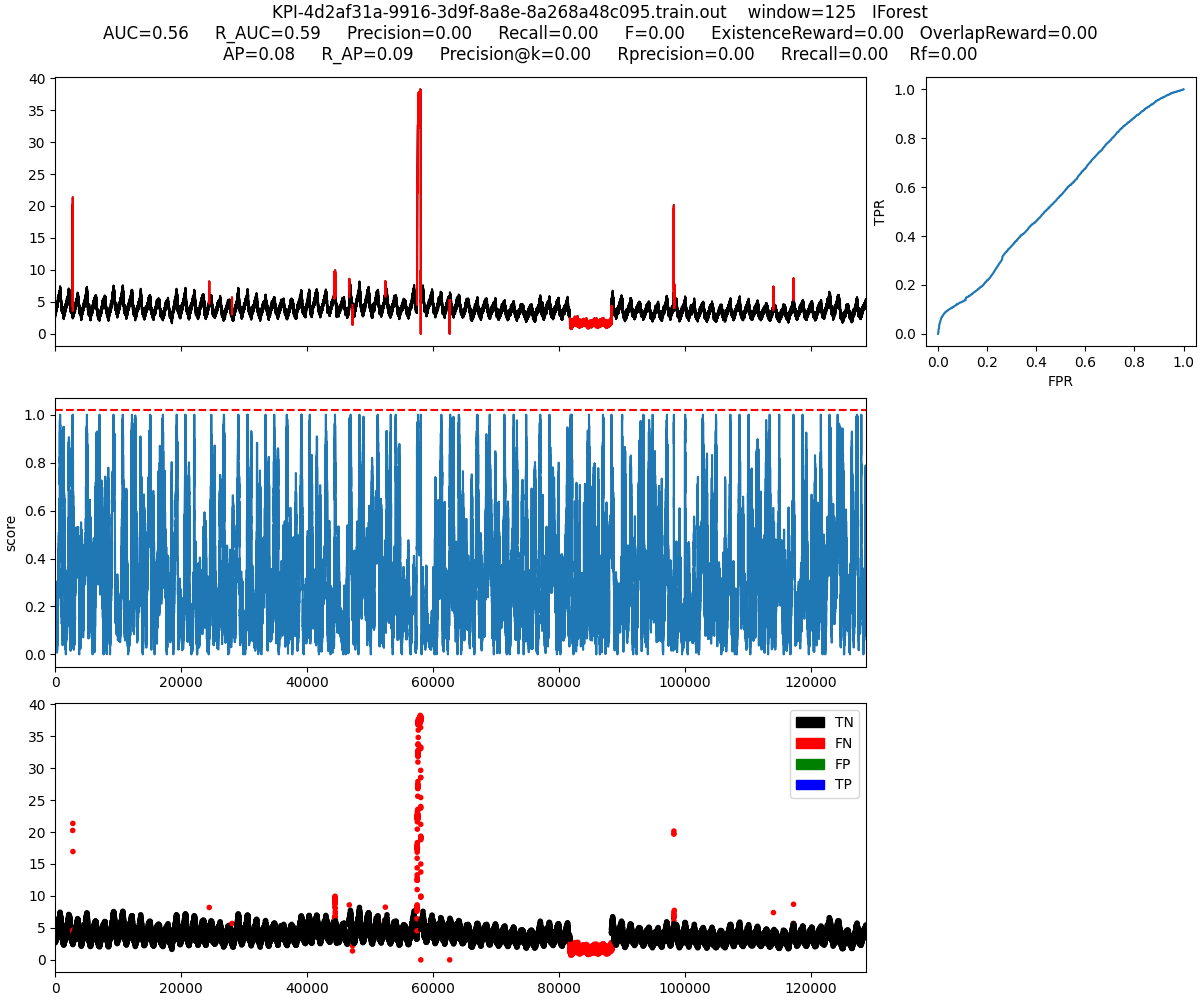 KPI-4d2af31a-9916-3d9f-8a8e-8a268a48c095.train.out window=125 IForest
AUC=0.56 R_AUC=0.59 Precision=0.00 Recall=0.00 F=0.00 ExistenceReward=0.00 OverlapReward=0.00
AP=0.08 R_AP=0.09 Precision@k=0.00 Rprecision=0.00 Rrecall=0.00 Rf=0.00
40
35
30
25
20
15
10
5
0
1.0
0.8
0.6
0.4
0.2
0.0
TPR
0.0 0.2 0.4 0.6 0.8 1.0
FPR
1.0
0.8
0.6
0.4
0.2
0.0
score
0 20000 40000 60000 80000 100000 120000
40
35
30
25
20
15
10
5
0
TN
FN
FP
TP
0 20000 40000 60000 80000 100000 120000